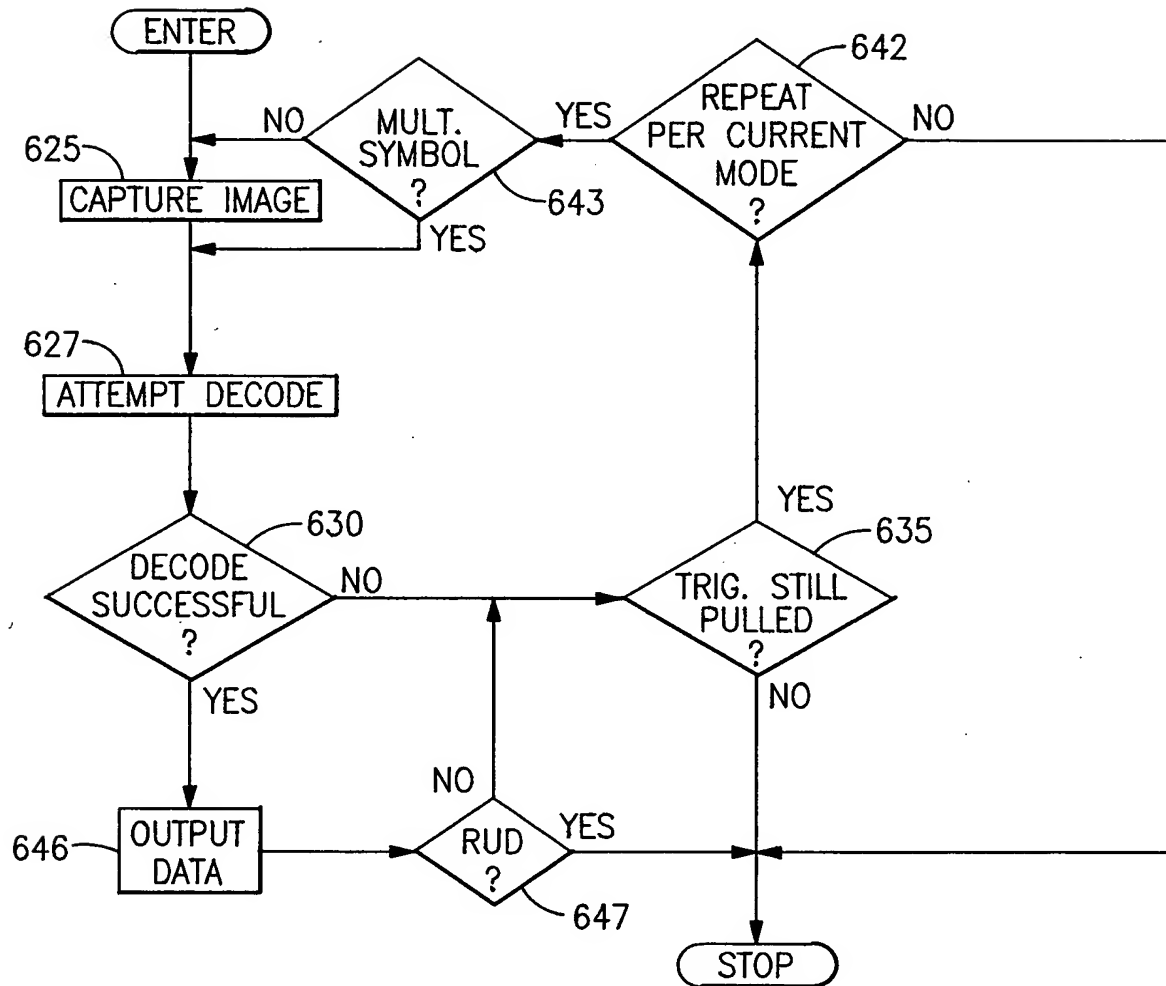 ENTER
642
REPEAT
PER CURRENT
MODE
?
YES
NO
MULT.
SYMBOL
?
NO
643
YES
625
CAPTURE IMAGE
627
ATTEMPT DECODE
630
DECODE
SUCCESSFUL
?
NO
YES
YES
635
TRIG. STILL
PULLED
?
NO
646
OUTPUT
DATA
NO
RUD
?
YES
647
STOP